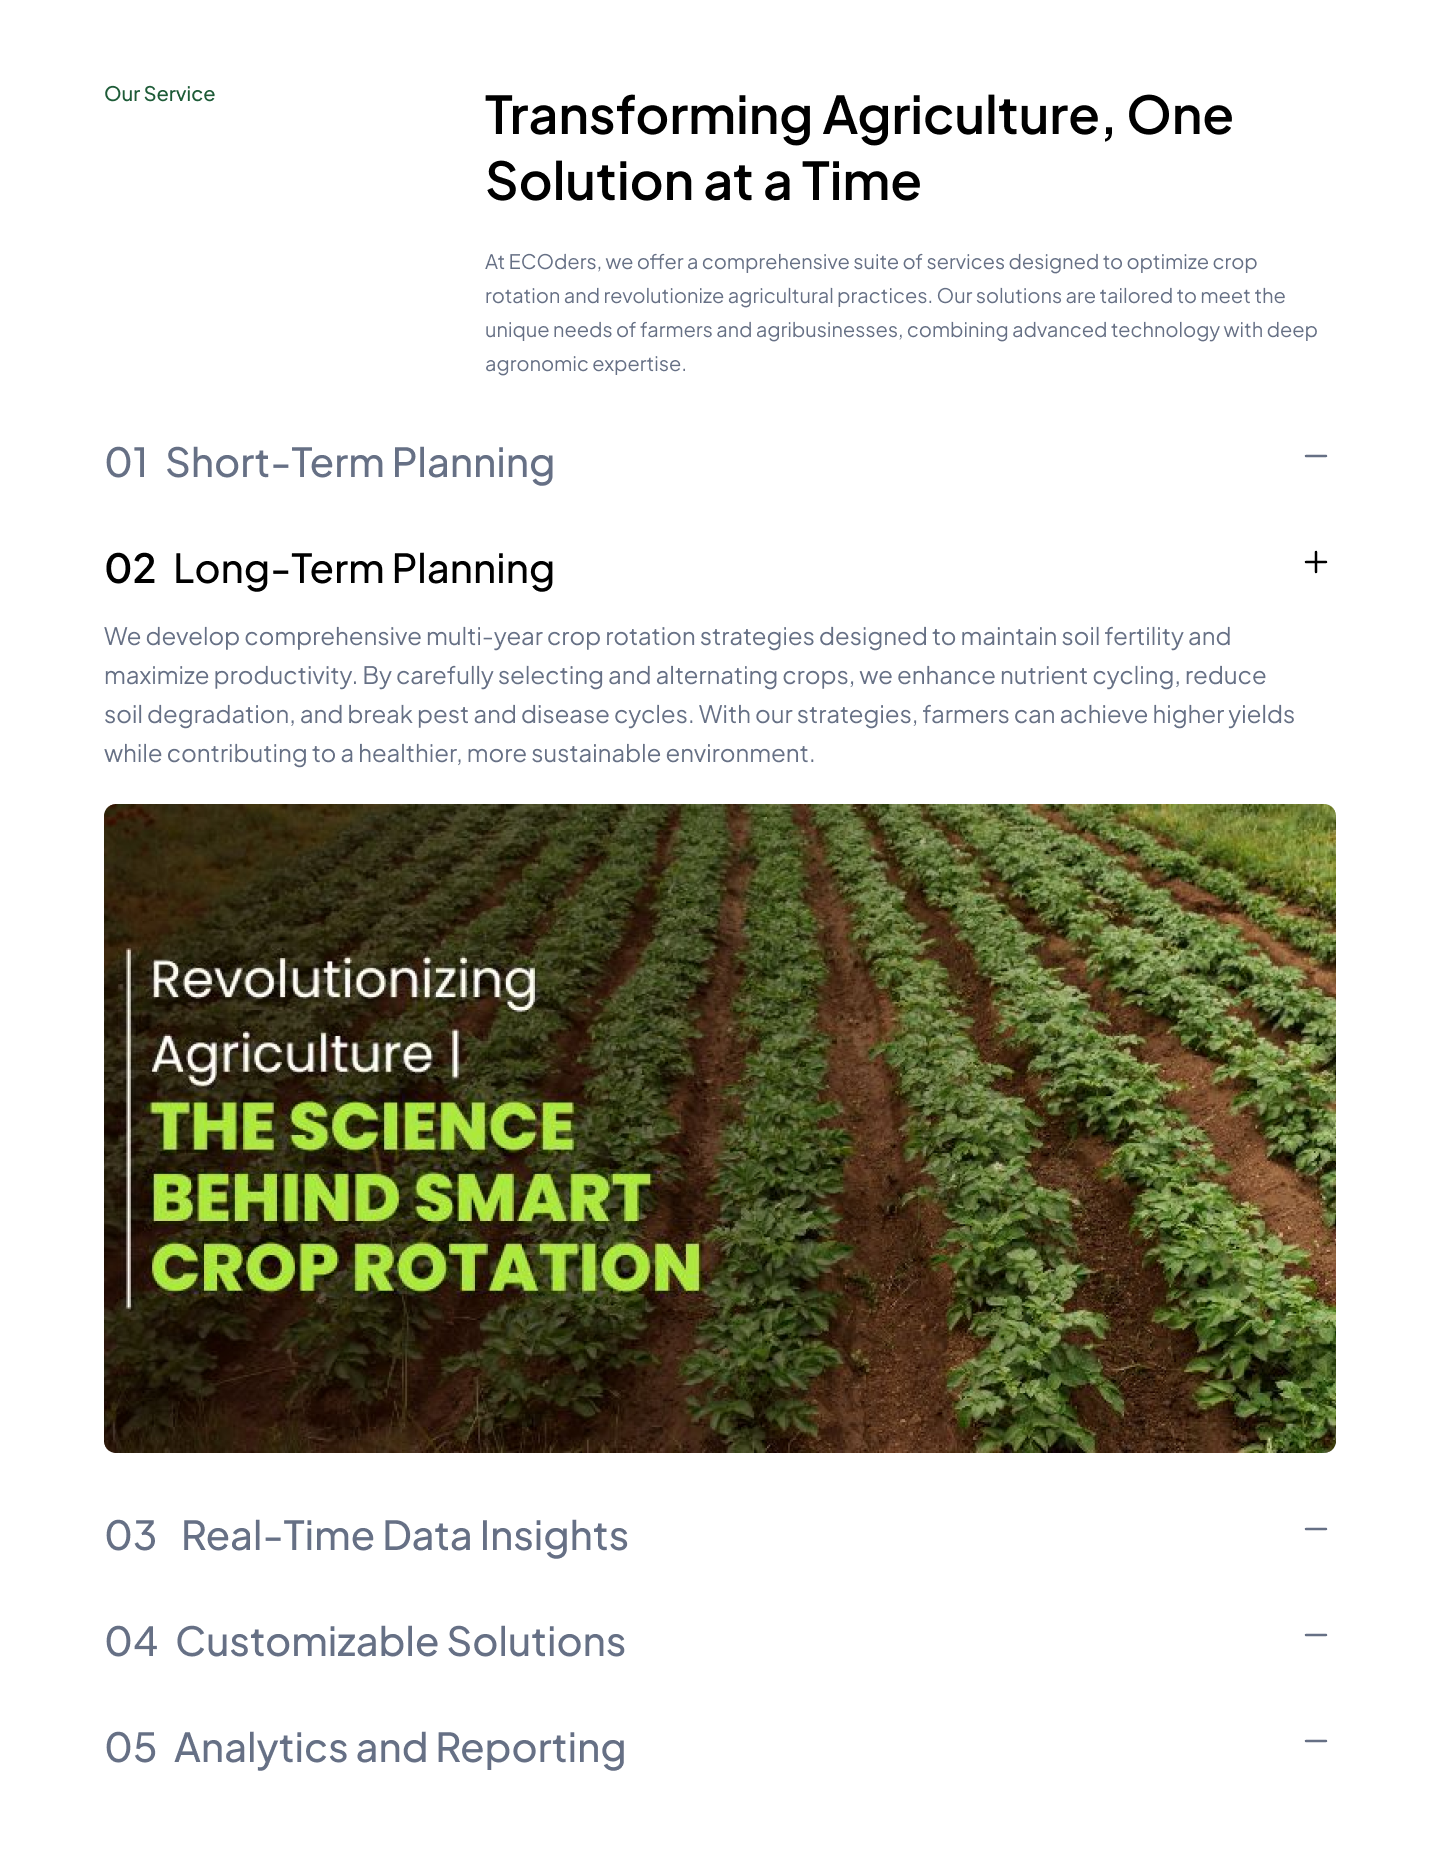 Our Service
Transforming Agriculture, One
Solution at a Time
At ECOders, we offer a comprehensive suite of services designed to optimize crop
rotation and revolutionize agricultural practices. Our solutions are tailored to meet the
unique needs of farmers and agribusinesses, combining advanced technology with deep
agronomic expertise.
01 Short-Term Planning
02 Long-Term Planning
We develop comprehensive multi-year crop rotation strategies designed to maintain soil fertility and
maximize productivity. By carefully selecting and alternating crops, we enhance nutrient cycling, reduce
soil degradation, and break pest and disease cycles. With our strategies, farmers can achieve higher yields
while contributing to a healthier, more sustainable environment.
Revolutionizing
Agriculture |
THE SCIENCE
BEHIND SMART
CROP ROTATION
03 Real-Time Data Insights
04 Customizable Solutions
05 Analytics and Reporting